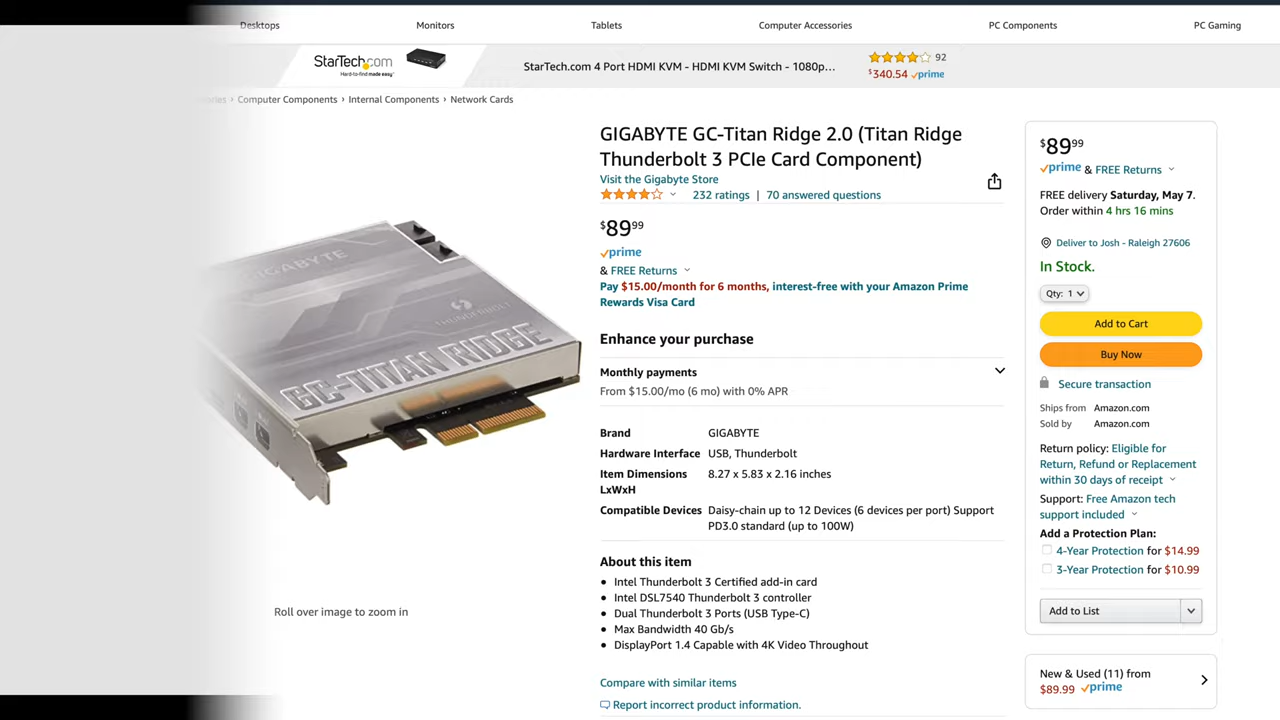 Desktops Monitors Tablets Computer Accessories PC Components PC Gaming
StarTech.com
Hard-to-find made easy
StarTech.com 4 Port HDMI KVM - HDMI KVM Switch - 1080p…
92
$340.54 prime
› Computer Components › Internal Components › Network Cards
GIGABYTE
THUNDERBOLT
GC-TITAN RIDGE
Roll over image to zoom in
GIGABYTE GC-Titan Ridge 2.0 (Titan Ridge
Thunderbolt 3 PCIe Card Component)
Visit the Gigabyte Store
232 ratings | 70 answered questions
$89.99
prime
& FREE Returns
Pay $15.00/month for 6 months, interest-free with your Amazon Prime
Rewards Visa Card
Enhance your purchase
Monthly payments
From $15.00/mo (6 mo) with 0% APR
Brand GIGABYTE
Hardware Interface USB, Thunderbolt
Item Dimensions 8.27 x 5.83 x 2.16 inches
LxWxH
Compatible Devices Daisy-chain up to 12 Devices (6 devices per port) Support
PD3.0 standard (up to 100W)
About this item
• Intel Thunderbolt 3 Certified add-in card
• Intel DSL7540 Thunderbolt 3 controller
• Dual Thunderbolt 3 Ports (USB Type-C)
• Max Bandwidth 40 Gb/s
• DisplayPort 1.4 Capable with 4K Video Throughout
Compare with similar items
Report incorrect product information.
$89.99
prime & FREE Returns
FREE delivery Saturday, May 7.
Order within 4 hrs 16 mins
Deliver to Josh - Raleigh 27606
In Stock.
Qty: 1
Add to Cart
Buy Now
Secure transaction
Ships from Amazon.com
Sold by Amazon.com
Return policy: Eligible for
Return, Refund or Replacement
within 30 days of receipt
Support: Free Amazon tech
support included
Add a Protection Plan:
4-Year Protection for $14.99
3-Year Protection for $10.99
Add to List
New & Used (11) from
$89.99 prime